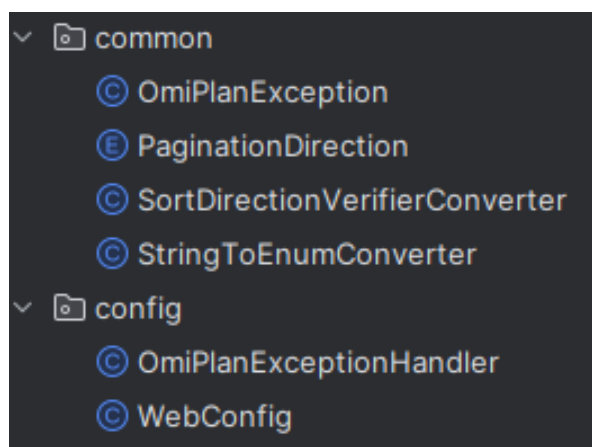 common
C OmiPlanException
E PaginationDirection
C SortDirectionVerifierConverter
C StringToEnumConverter
config
C OmiPlanExceptionHandler
C WebConfig